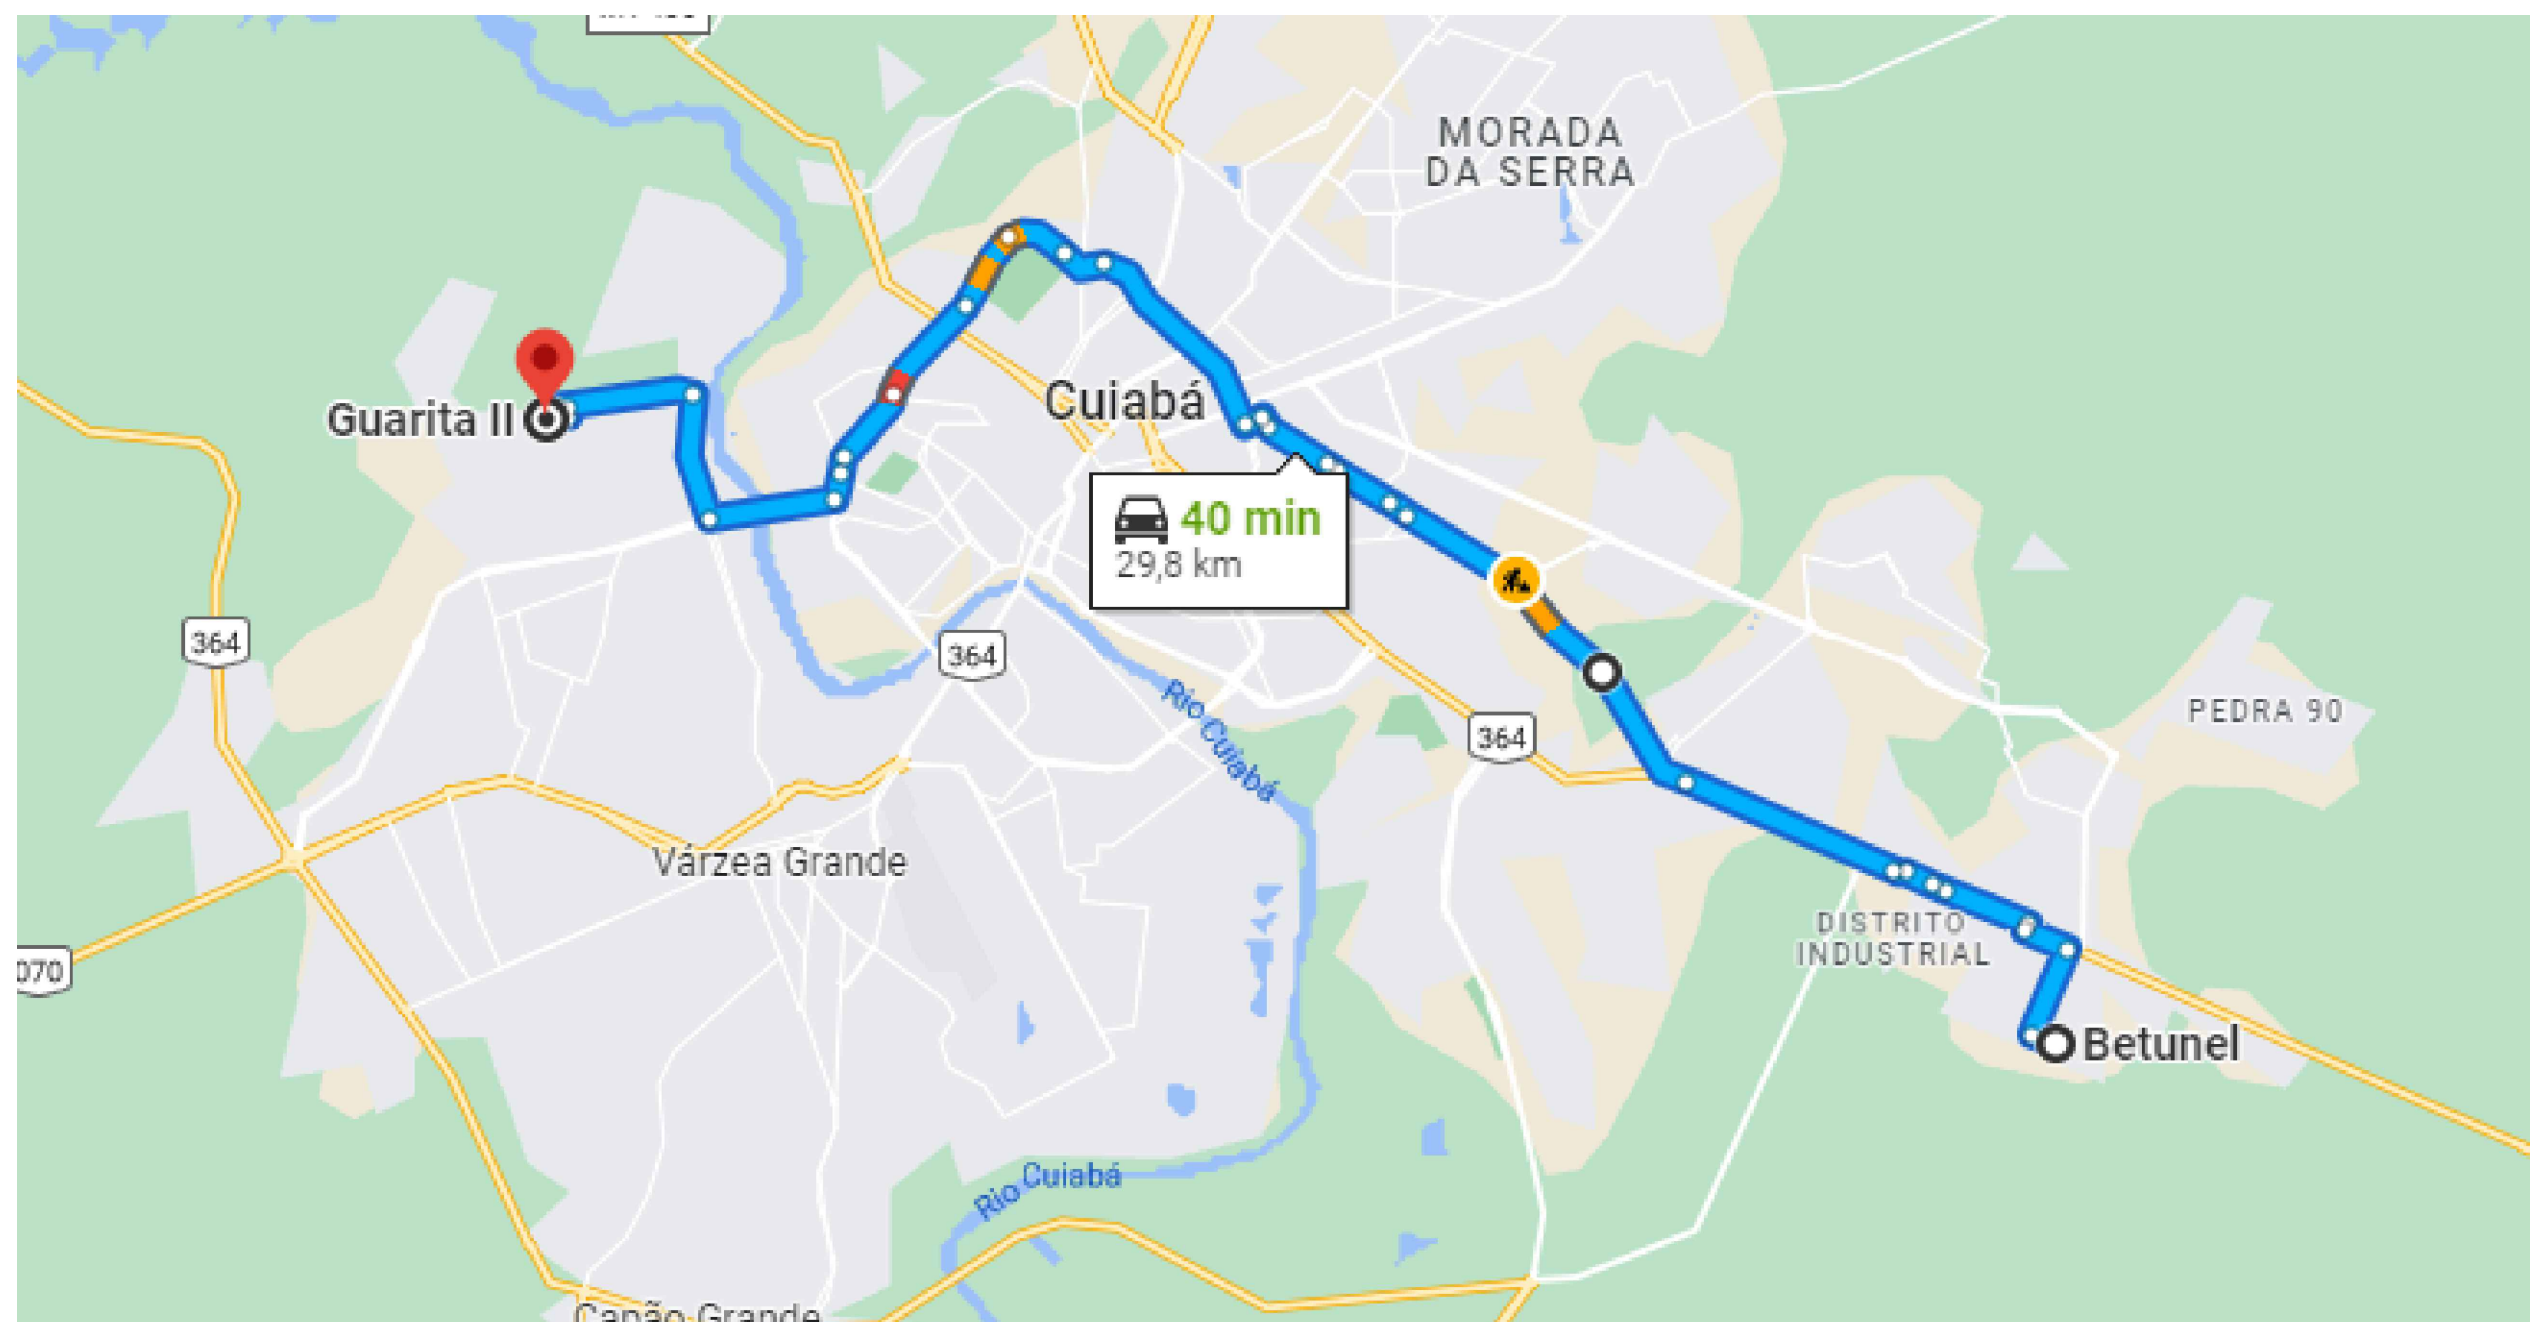 MORADA
DA SERRA
Cuiabá
Guarita II
40 min
29,8 km
364
364
Rio Cuiabá
364
PEDRA 90
Várzea Grande
DISTRITO
INDUSTRIAL
070
Betunel
Rio Cuiabá
Capão Grande